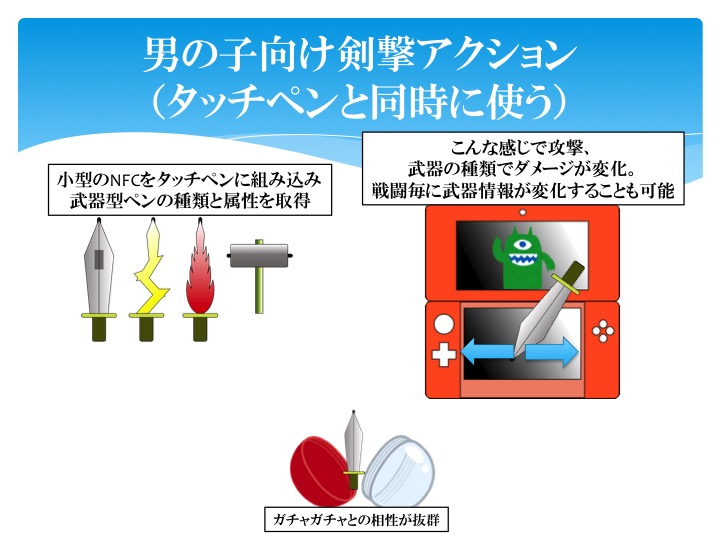 男の子向け剣撃アクション
（タッチペンと同時に使う）
小型のNFCをタッチペンに組み込み
武器型ペンの種類と属性を取得
こんな感じで攻撃、
武器の種類でダメージが変化。
戦闘毎に武器情報が変化することも可能
ガチャガチャとの相性が抜群